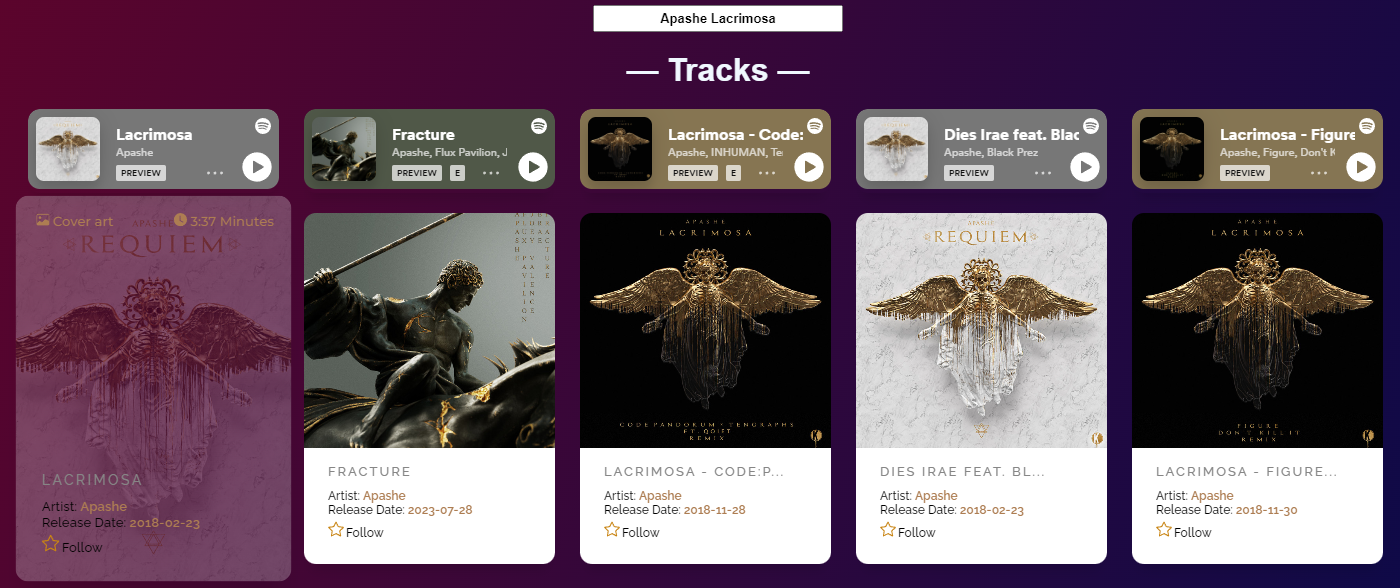 Apashe Lacrimosa
— Tracks —
Lacrimosa
Apashe
PREVIEW
Fracture
Apashe, Flux Pavilion, J
PREVIEW E
Lacrimosa - Code:
Apashe, INHUMAN, Te
PREVIEW E
Dies Irae feat. Blac
Apashe, Black Prez
PREVIEW
Lacrimosa - Figure
Apashe, Figure, Don't K
PREVIEW
Cover art
3:37 Minutes
APASHE
REQUIEM
LACRIMOSA
Artist: Apashe
Release Date: 2018-02-23
Follow
FRACTURE
Artist: Apashe
Release Date: 2023-07-28
Follow
APASHE
LACRIMOSA
CODE:PANDORUM · TENGRAPHS
FT. QOIET
REMIX
LACRIMOSA - CODE:P...
Artist: Apashe
Release Date: 2018-11-28
Follow
APASHE
REQUIEM
DIES IRAE FEAT. BL...
Artist: Apashe
Release Date: 2018-02-23
Follow
APASHE
LACRIMOSA
FIGURE
DON'T KILL IT
REMIX
LACRIMOSA - FIGURE...
Artist: Apashe
Release Date: 2018-11-30
Follow